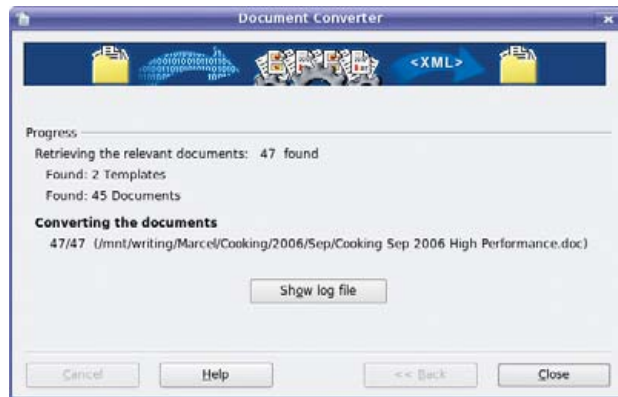 Document Converter
<XML>
Progress
Retrieving the relevant documents: 47 found
Found: 2 Templates
Found: 45 Documents
Converting the documents
47/47 (/mnt/writing/Marcel/Cooking/2006/Sep/Cooking Sep 2006 High Performance.doc)
Show log file
Cancel
Help
<< Back
Close